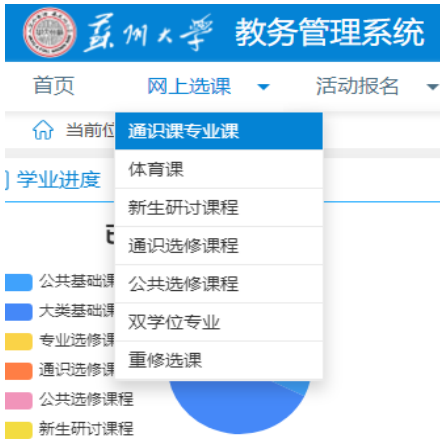 蘇州大學 教务管理系统
首页 网上选课 活动报名
当前位
通识课专业课
体育课
学业进度
新生研讨课程
通识选修课程
公共基础课
公共选修课程
大类基础课
双学位专业
专业选修课
重修选课
通识选修课
公共选修课程
新生研讨课程